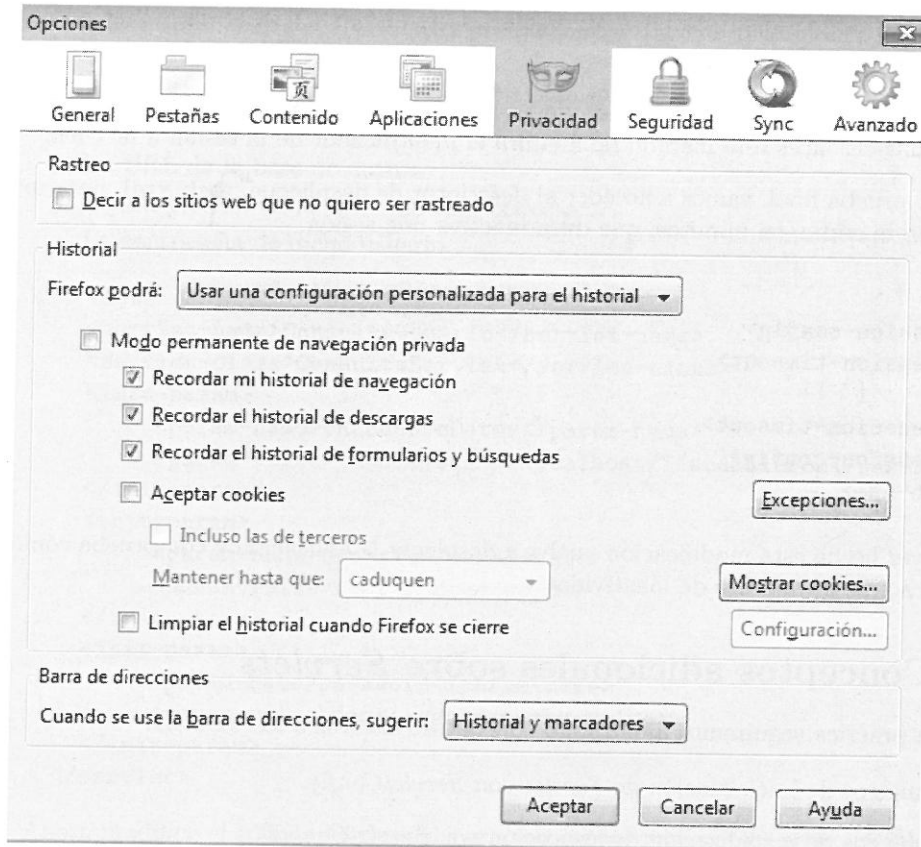 Opciones
General Pestañas Contenido Aplicaciones Privacidad Seguridad Sync Avanzado
Rastreo
Decir a los sitios web que no quiero ser rastreado
Historial
Firefox podrá: Usar una configuración personalizada para el historial
Modo permanente de navegación privada
Recordar mi historial de navegación
Recordar el historial de descargas
Recordar el historial de formularios y búsquedas
Aceptar cookies Excepciones...
Incluso las de terceros
Mantener hasta que: caduquen Mostrar cookies...
Limpiar el historial cuando Firefox se cierre Configuración...
Barra de direcciones
Cuando se use la barra de direcciones, sugerir: Historial y marcadores
Aceptar Cancelar Ayuda